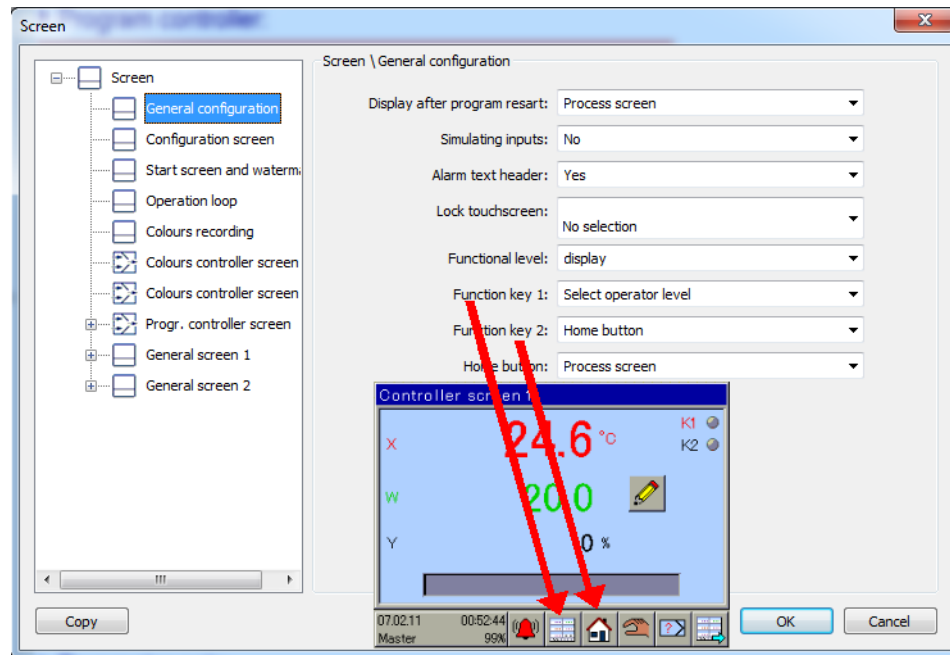 Program controller:
Screen
Screen
General configuration
Configuration screen
Start screen and waterma
Operation loop
Colours recording
Colours controller screen
Colours controller screen
Progr. controller screen
General screen 1
General screen 2
Screen \ General configuration
Display after program resart: Process screen
Simulating inputs: No
Alarm text header: Yes
Lock touchscreen: No selection
Functional level: display
Function key 1: Select operator level
Function key 2: Home button
Home button: Process screen
Controller screen 1
X 24.6 °C K1
K2
W 20.0
Y 0 %
07.02.11 00:52:44
Master 99%
?
Copy
OK Cancel